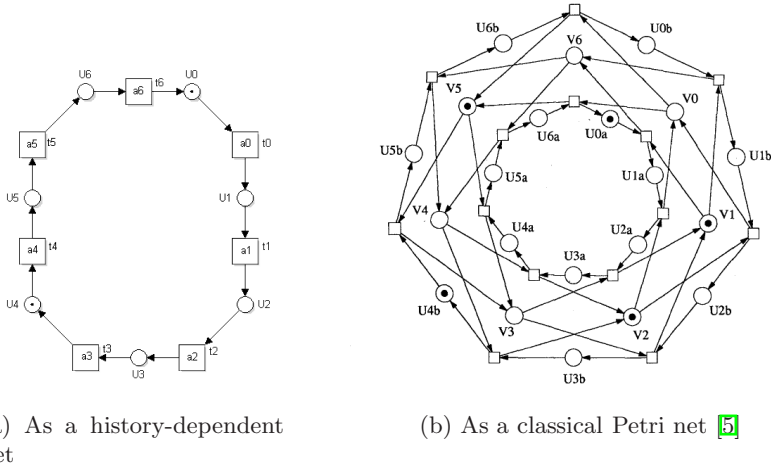 U6
a6
t6
U0
a5
t5
a0
t0
U5
U1
a4
t4
a1
t1
U4
U2
a3
t3
U3
a2
t2
U6b
U0b
V6
V5
V0
U6a
U0a
U5b
U1b
U5a
U1a
V4
V1
U4a
U2a
U3a
U4b
U2b
V3
V2
U3b
) As a history-dependent
et
(b) As a classical Petri net [5]